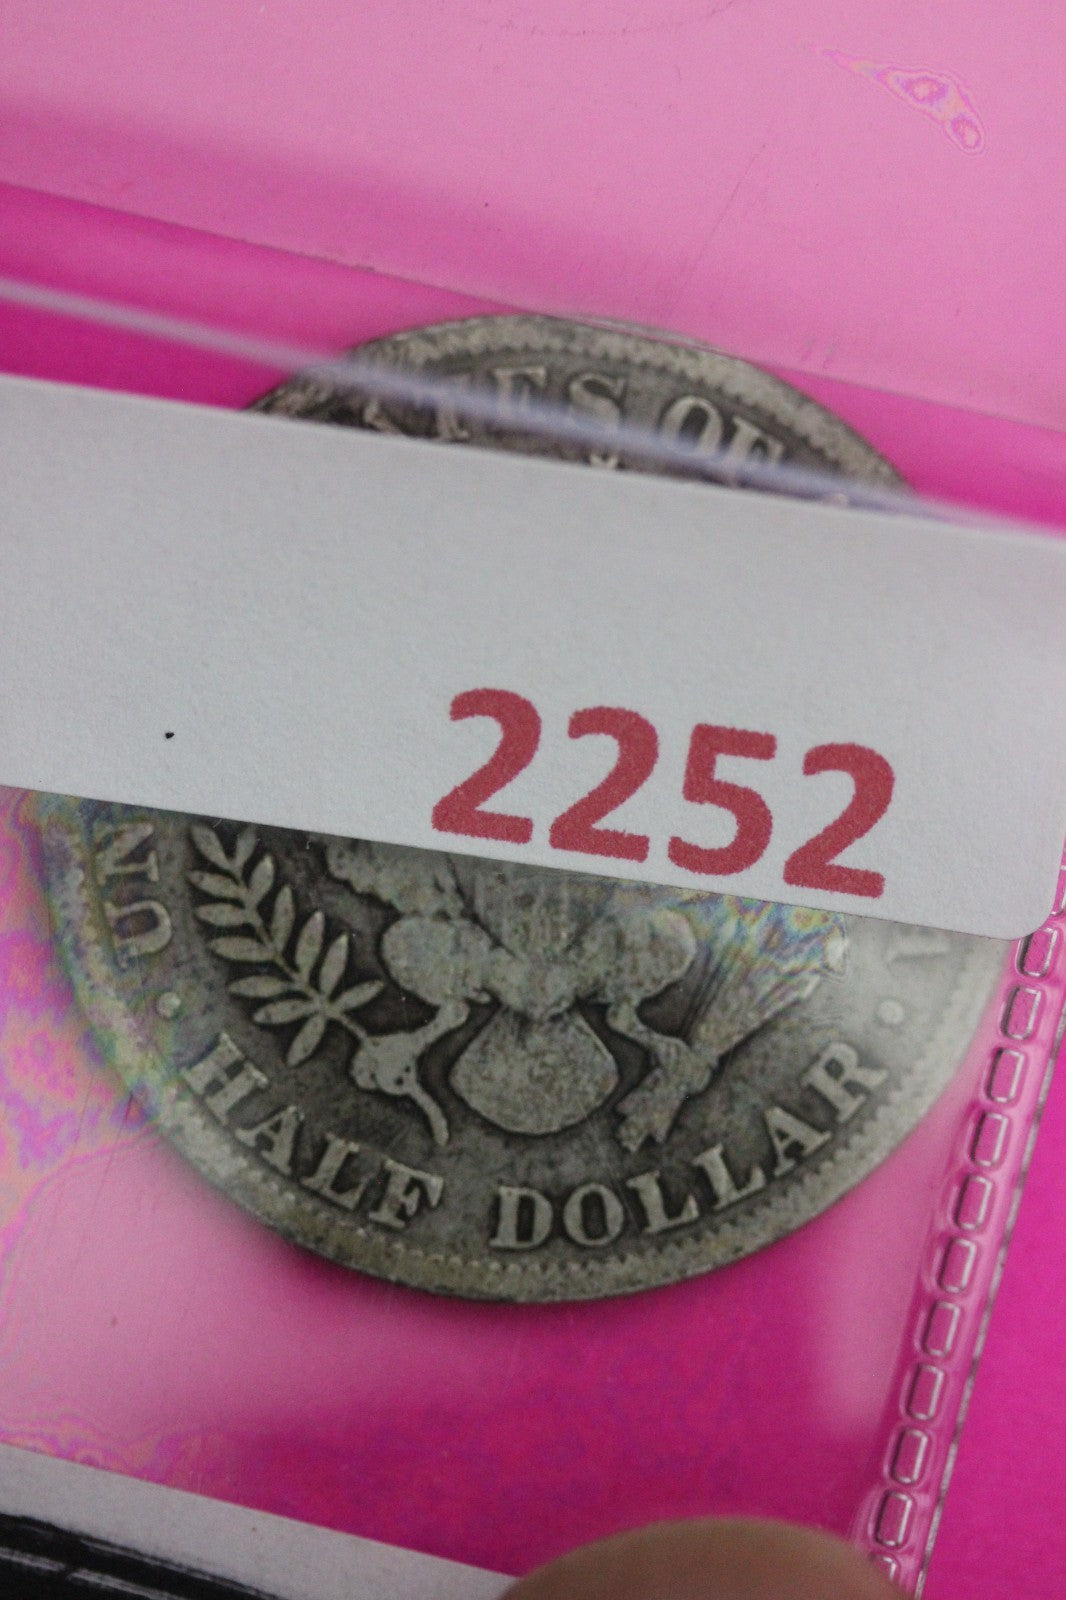 TES OF
2252
UN
HALF DOLLAR